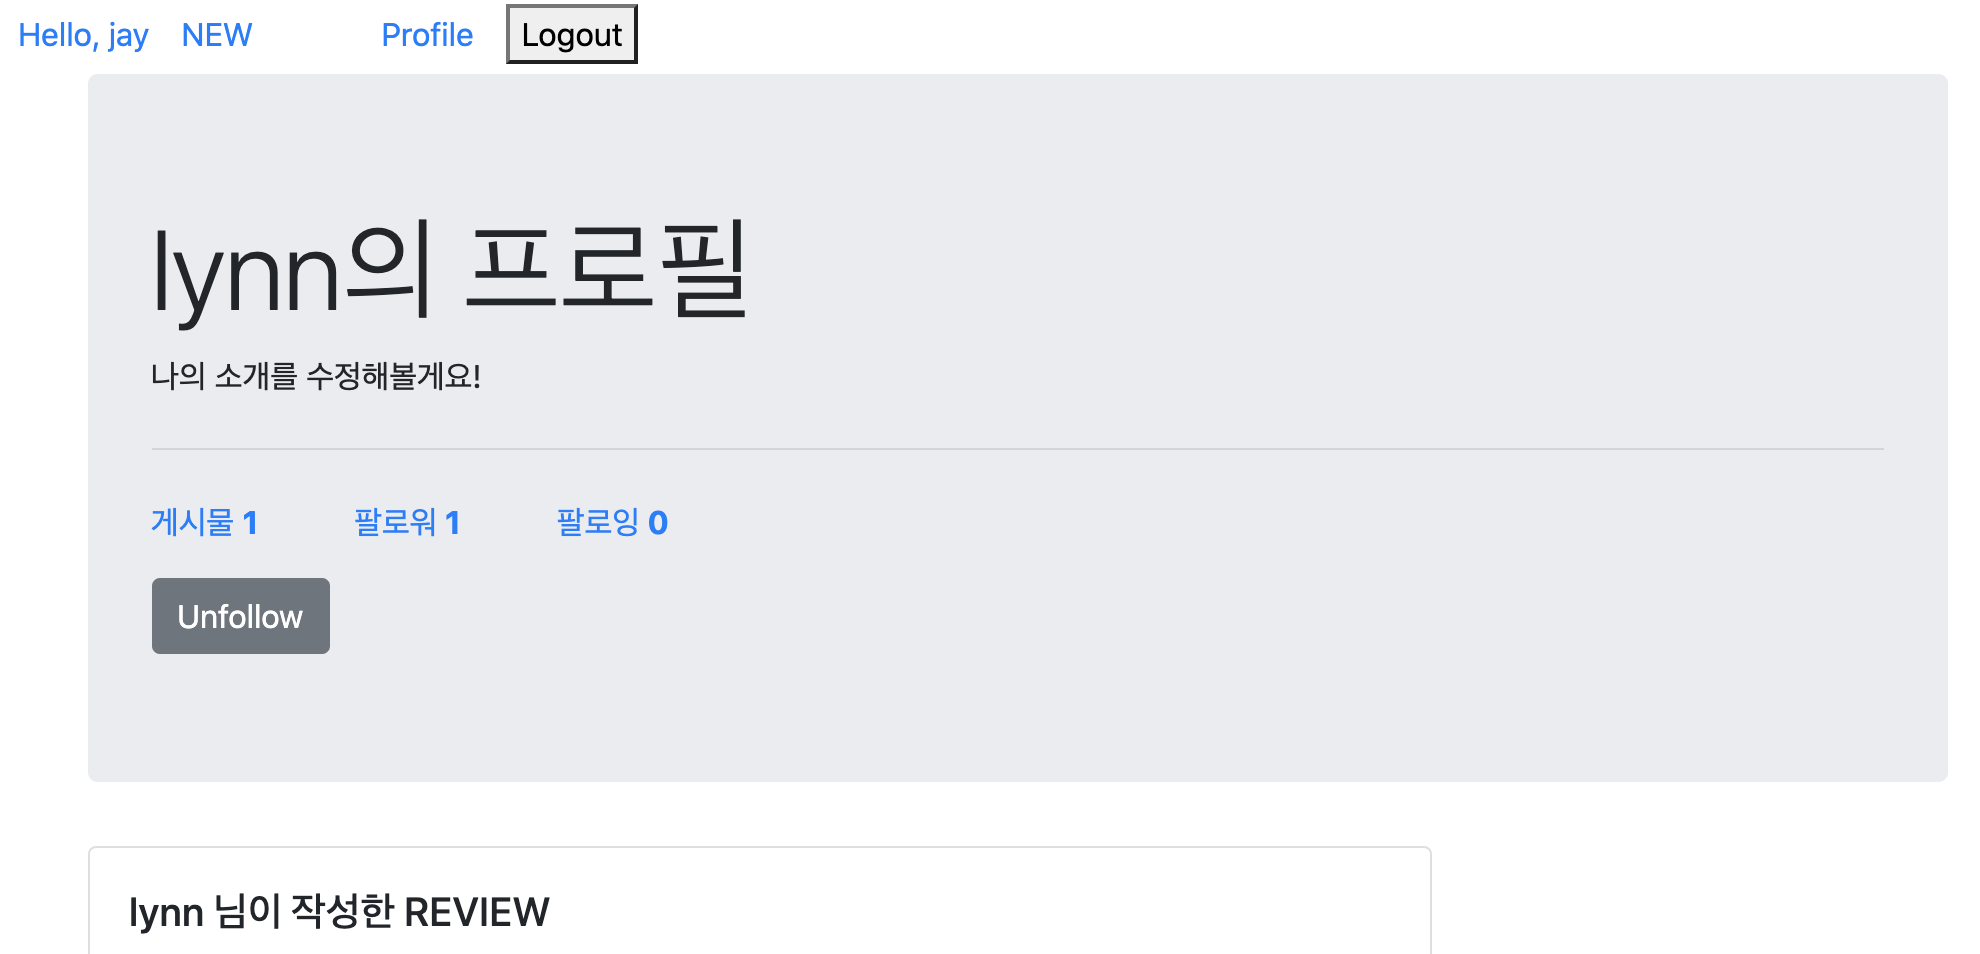 Hello, jay NEW Profile Logout
lynn의 프로필
나의 소개를 수정해볼게요!
게시물 1 팔로워 1 팔로잉 0
Unfollow
lynn 님이 작성한 REVIEW